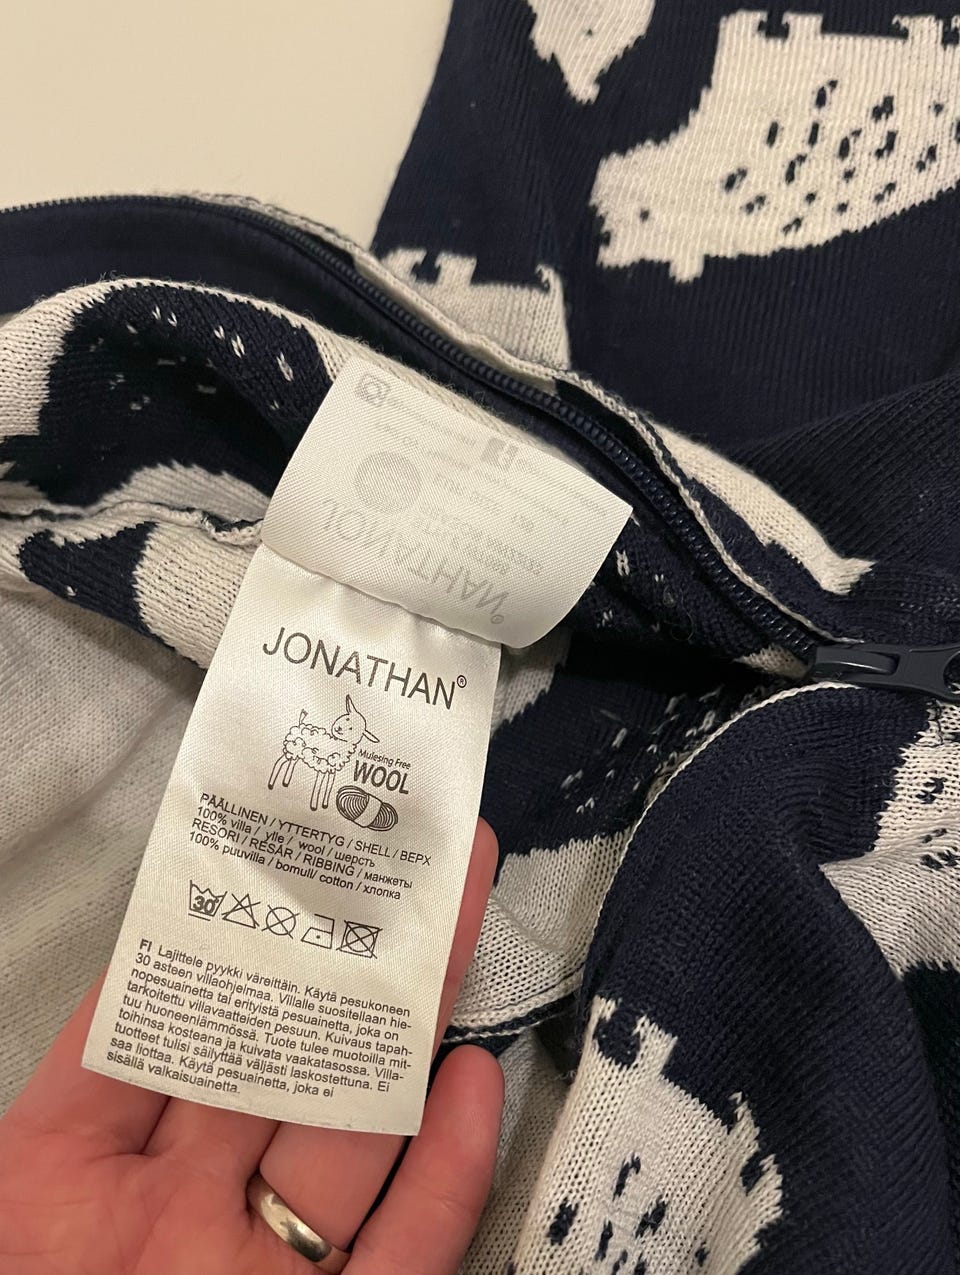 JONATHAN®
Mulesing Free
WOOL
PÄÄLLINEN / YTTERTYG / SHELL / ВЕРХ
100% villa / ylle / wool / шерсть
RESORI / RESÅR / RIBBING / манжеты
100% puuvilla / bomull/ cotton / хлопка
30
FI Lajittele pyykki väreittäin. Käytä pesukoneen
30 asteen villaohjelmaa. Villalle suositellaan hie-
nopesuainetta tai erityistä pesuainetta, joka on
tarkoitettu villavaatteiden pesuun. Kuivaus tapah-
tuu huoneenlämmössä. Tuote tulee muotoilla mit-
toihinsa kosteana ja kuivata vaakatasossa. Villa-
tuotteet tulisi säilyttää väljästi laskostettuna. Ei
saa liottaa. Käytä pesuainetta, joka ei
sisällä valkaisuainetta.